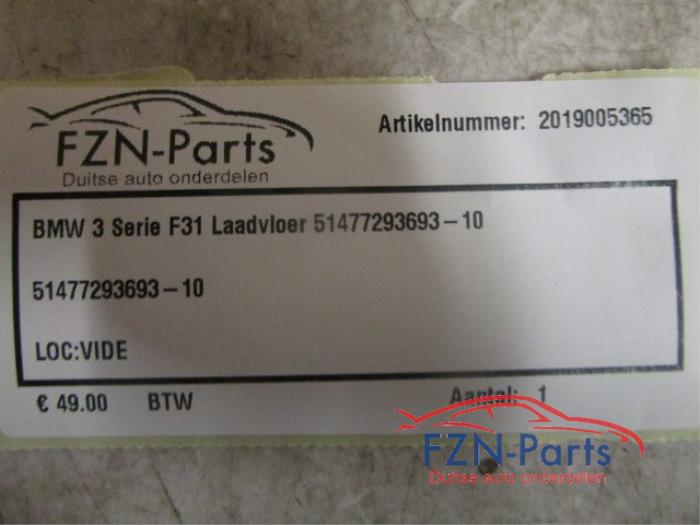 FZN-Parts
Duitse auto onderdelen
Artikelnummer: 2019005365
BMW 3 Serie F31 Laadvloer 51477293693-10
51477293693-10
LOC:VIDE
€ 49.00 BTW Aantal: 1
FZN-Parts
Duitse auto onderdelen